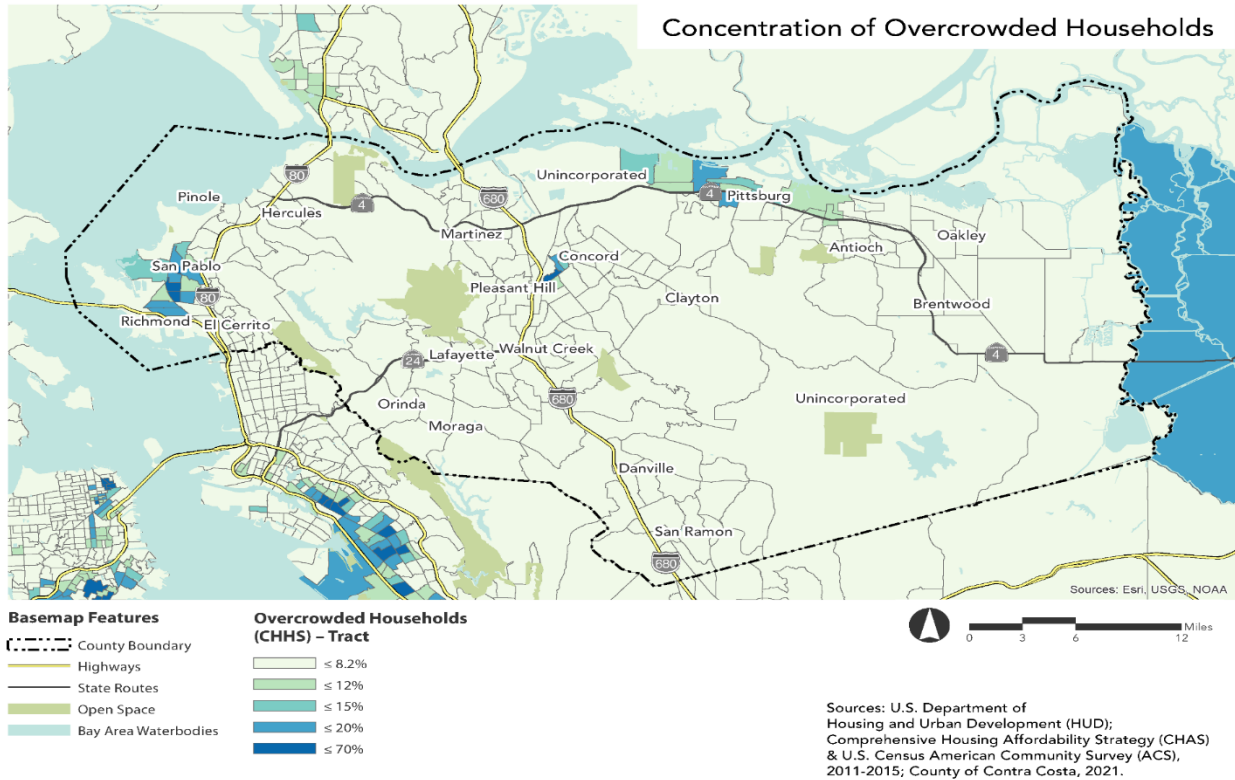 Concentration of Overcrowded Households
80
Unincorporated
Pinole
680
4
Pittsburg
4
Hercules
Martinez
Oakley
Antioch
San Pablo
Concord
80
Pleasant Hill
Clayton
Brentwood
Richmond
El Cerrito
Lafayette
Walnut Creek
24
4
680
Orinda
Unincorporated
Moraga
Danville
San Ramon
680
Sources: Esri, USGS, NOAA
Basemap Features
County Boundary
Highways
State Routes
Open Space
Bay Area Waterbodies
Overcrowded Households
(CHHS) – Tract
≤ 8.2%
≤ 12%
≤ 15%
≤ 20%
≤ 70%
0 3 6 12 Miles
Sources: U.S. Department of
Housing and Urban Development (HUD);
Comprehensive Housing Affordability Strategy (CHAS)
& U.S. Census American Community Survey (ACS),
2011-2015; County of Contra Costa, 2021.